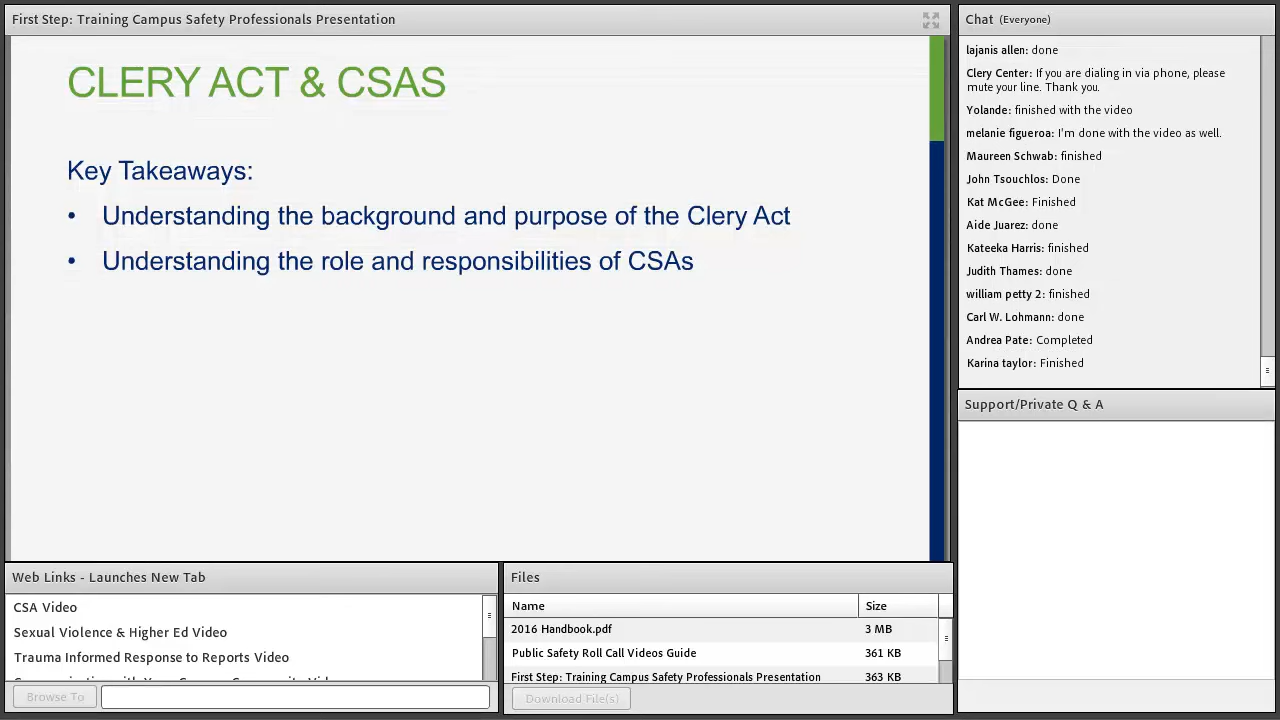 First Step: Training Campus Safety Professionals Presentation
CLERY ACT & CSAS
Key Takeaways:
• Understanding the background and purpose of the Clery Act
• Understanding the role and responsibilities of CSAs
Chat (Everyone)
lajanis allen: done
Clery Center: If you are dialing in via phone, please
mute your line. Thank you.
Yolande: finished with the video
melanie figueroa: I'm done with the video as well.
Maureen Schwab: finished
John Tsouchlos: Done
Kat McGee: Finished
Aide Juarez: done
Kateeka Harris: finished
Judith Thames: done
william petty 2: finished
Carl W. Lohmann: done
Andrea Pate: Completed
Karina taylor: Finished
Support/Private Q & A
Web Links - Launches New Tab
CSA Video
Sexual Violence & Higher Ed Video
Trauma Informed Response to Reports Video
Browse To
Files
Name Size
2016 Handbook.pdf 3 MB
Public Safety Roll Call Videos Guide 361 KB
First Step: Training Campus Safety Professionals Presentation 363 KB
Download File(s)